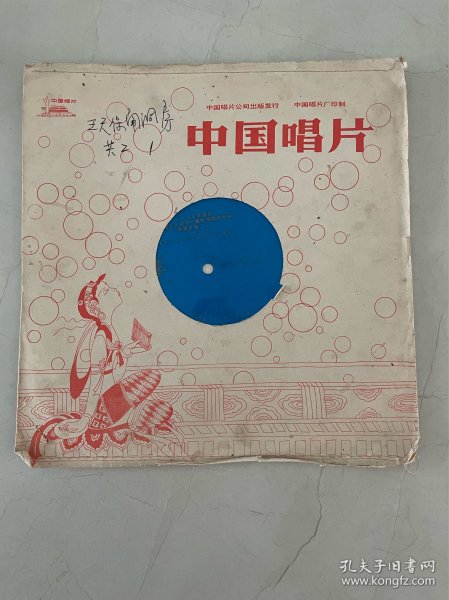 中国唱片
中国唱片公司出版发行 中国唱片厂印制
中国唱片
王天保闹洞房
共2 1
孔夫子旧书网
www.kongfz.com